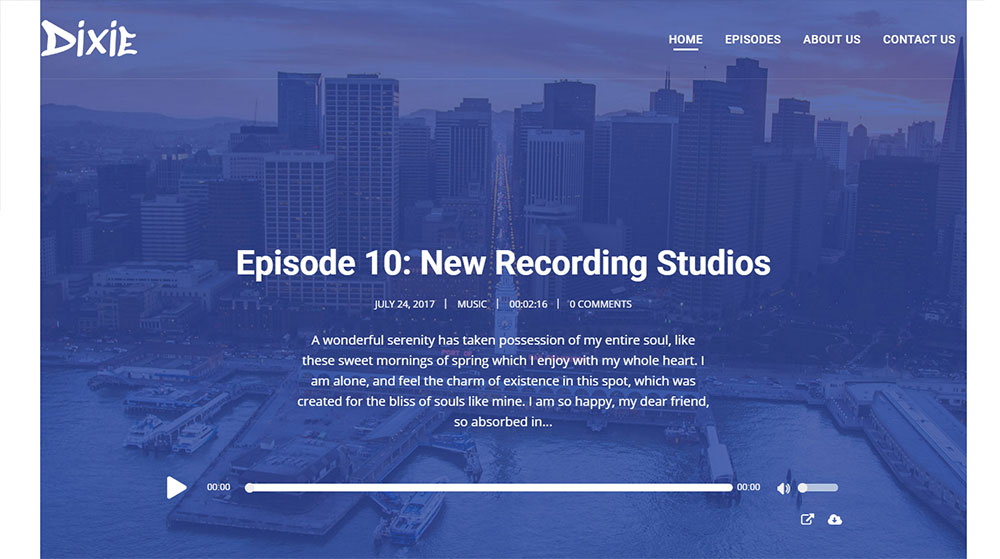 DIXIE
HOME EPISODES ABOUT US CONTACT US
Episode 10: New Recording Studios
JULY 24, 2017 | MUSIC | 00:02:16 | 0 COMMENTS
A wonderful serenity has taken possession of my entire soul, like
these sweet mornings of spring which I enjoy with my whole heart. I
am alone, and feel the charm of existence in this spot, which was
created for the bliss of souls like mine. I am so happy, my dear friend,
so absorbed in...
00:00 00:00